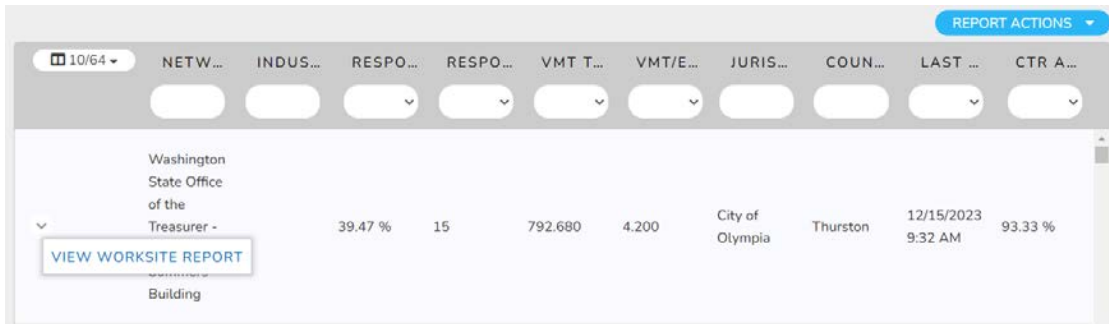 REPORT ACTIONS
10/64 NETW... INDUS... RESPO... RESPO... VMT T... VMT/E... JURIS... COUN... LAST ... CTR A...
Washington
State Office
of the
Treasurer -
39.47 % 15 792.680 4.200 City of Olympia Thurston 12/15/2023 9:32 AM 93.33 %
VIEW WORKSITE REPORT
Building